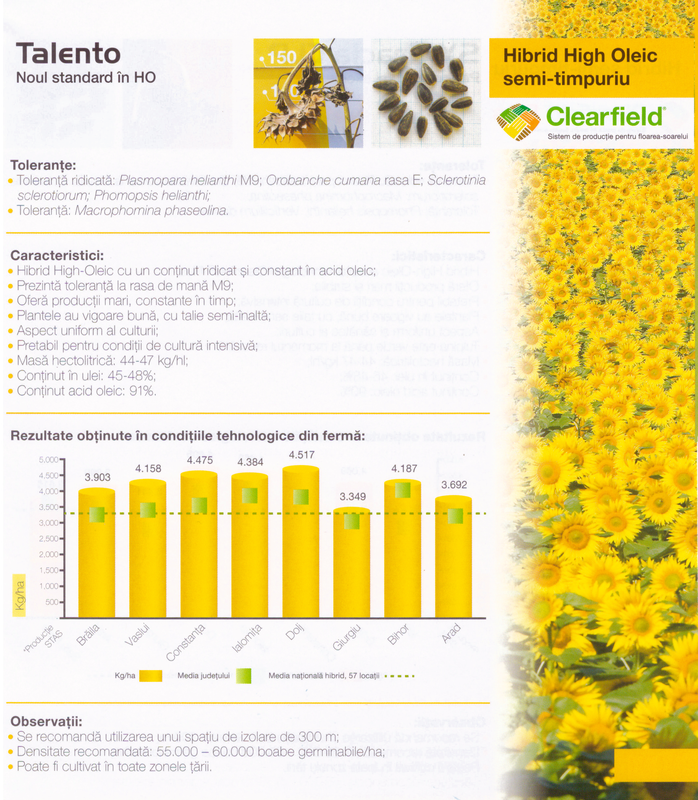 Talento
Noul standard în HO
150
Hibrid High Oleic
semi-timpuriu
Clearfield®
Sistem de producție pentru floarea-soarelui
Toleranțe:
• Toleranță ridicată: Plasmopara helianthi M9; Orobanche cumana rasa E; Sclerotinia
sclerotiorum; Phomopsis helianthi;
• Toleranță: Macrophomina phaseolina.
Caracteristici:
• Hibrid High-Oleic cu un conținut ridicat și constant în acid oleic;
• Prezintă toleranță la rasa de mană M9;
• Oferă producții mari, constante în timp;
• Plantele au vigoare bună, cu talie semi-înaltă;
• Aspect uniform al culturii;
• Pretabil pentru condiții de cultură intensivă;
• Masă hectolitrică: 44-47 kg/hl;
• Conținut în ulei: 45-48%;
• Conținut acid oleic: 91%.
Rezultate obținute în condițiile tehnologice din fermă:
5.000
4,500
4,000
3,500
3,000
2,500
2,000
1,500
1,000
500
Kg/ha
3.903
4.158
4.475
4.384
4.517
3.349
4.187
3.692
*Producție
STAS
Brăila
Vaslui
Constanța
Ialomița
Dolj
Giurgiu
Bihor
Arad
Kg/ha
Media județului
Media națională hibrid, 57 locații
Observații:
• Se recomandă utilizarea unui spațiu de izolare de 300 m;
• Densitate recomandată: 55.000 – 60.000 boabe germinabile/ha;
• Poate fi cultivat în toate zonele țării.